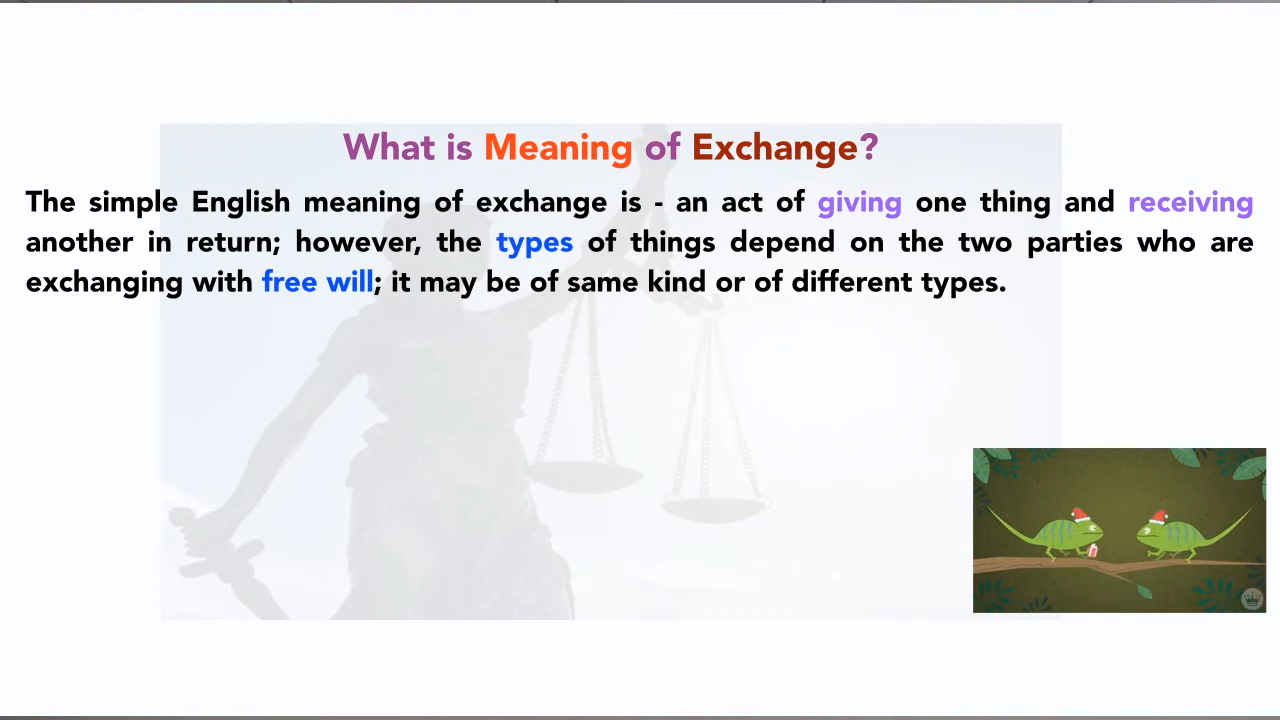 What is Meaning of Exchange?
The simple English meaning of exchange is - an act of giving one thing and receiving
another in return; however, the types of things depend on the two parties who are
exchanging with free will; it may be of same kind or of different types.